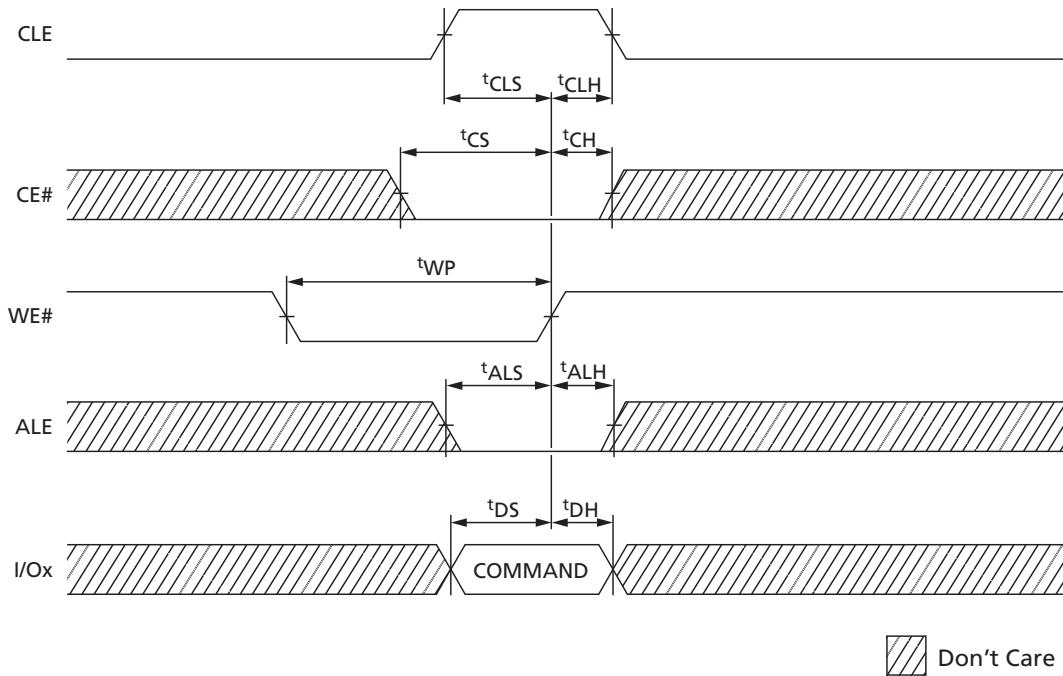 CLE
tCLS tCLH
tCS tCH
CE#
tWP
WE#
tALS tALH
ALE
tDS tDH
I/Ox COMMAND
Don't Care